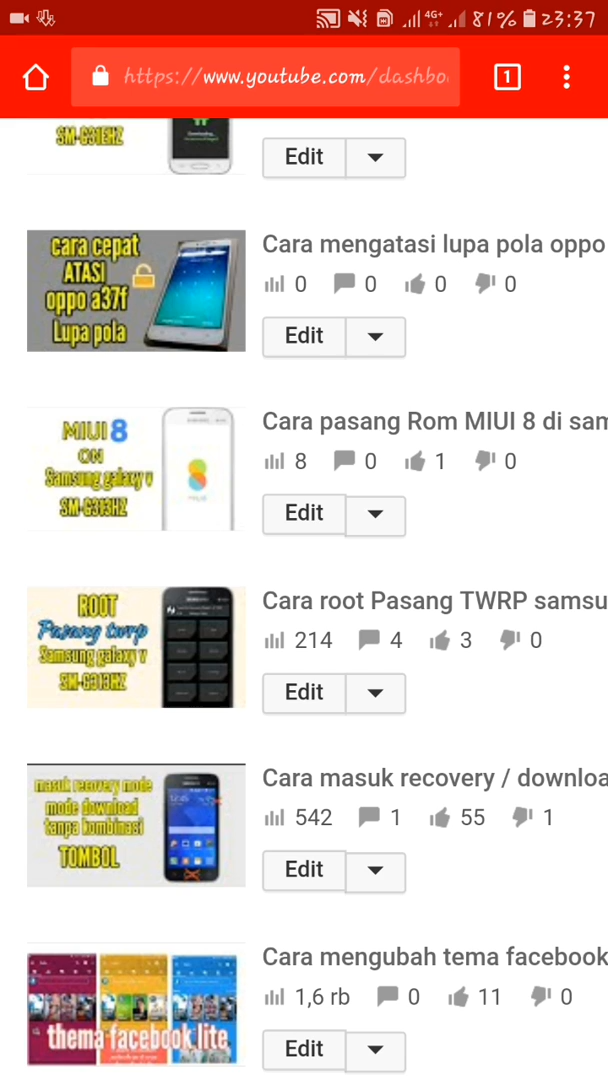 4G+
81%
23:37
https://www.youtube.com/dashbo
1
SM-G313HZ
Edit
cara cepat
ATASI
oppo a37f
Lupa pola
Cara mengatasi lupa pola oppo
0 0 0 0
Edit
MIUI 8
ON
Samsung galaxy v
SM-G313HZ
Cara pasang Rom MIUI 8 di sam
8 0 1 0
Edit
ROOT
Pasang twrp
Samsung galaxy v
SM-G313HZ
Cara root Pasang TWRP samsu
214 4 3 0
Edit
masuk recovery mode
mode download
tanpa kombinasi
TOMBOL
Cara masuk recovery / downloa
542 1 55 1
Edit
thema facebook lite
Cara mengubah tema facebook
1,6 rb 0 11 0
Edit